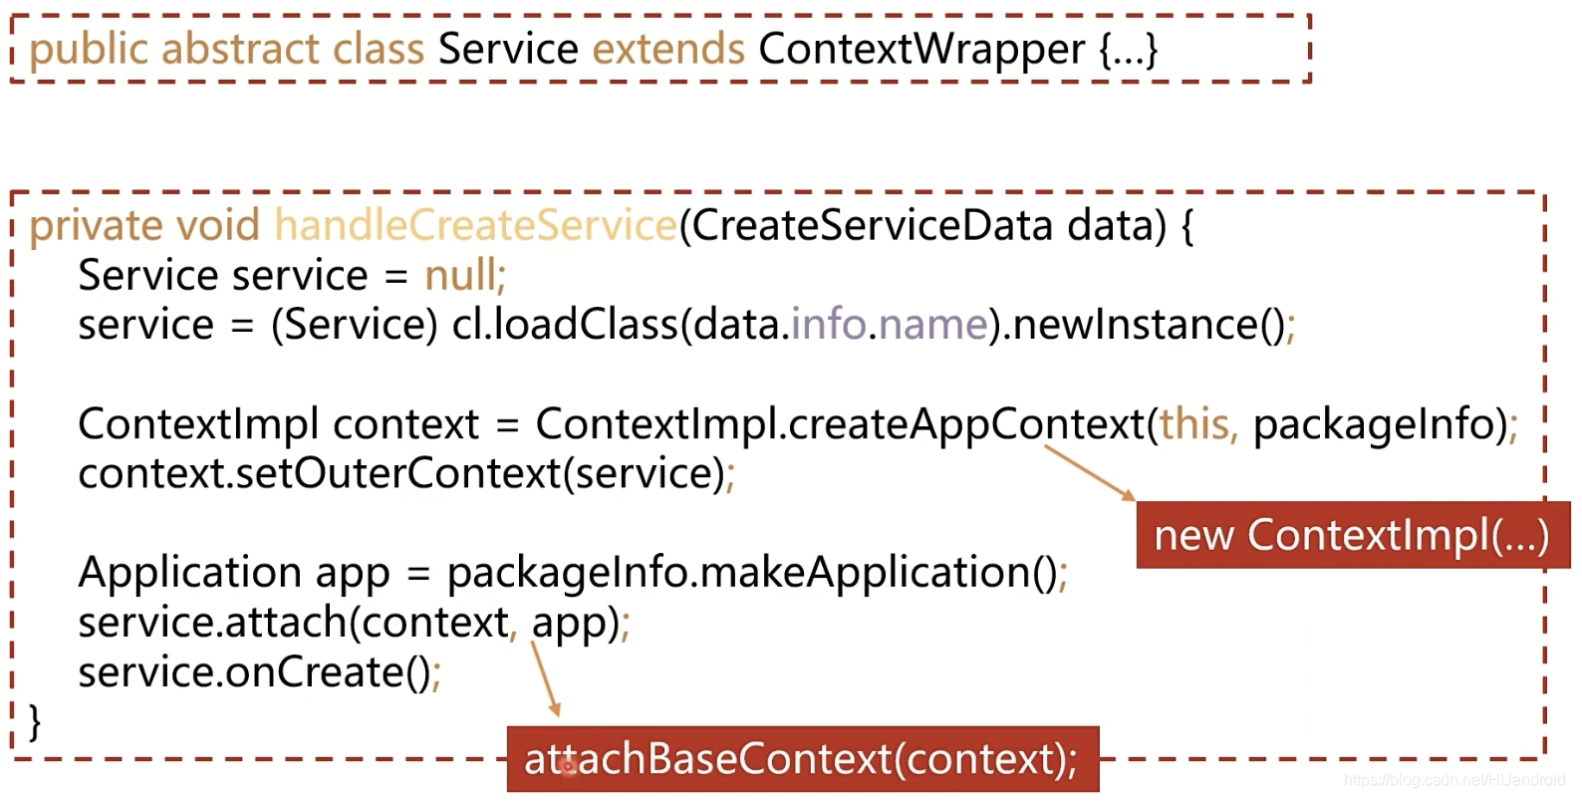 public abstract class Service extends ContextWrapper {...}
private void handleCreateService(CreateServiceData data) {
Service service = null;
service = (Service) cl.loadClass(data.info.name).newInstance();
ContextImpl context = ContextImpl.createAppContext(this, packageInfo);
context.setOuterContext(service);
new ContextImpl(...)
Application app = packageInfo.makeApplication();
service.attach(context, app);
service.onCreate();
}
attachBaseContext(context);
https://blog.csdn.net/HUandroid